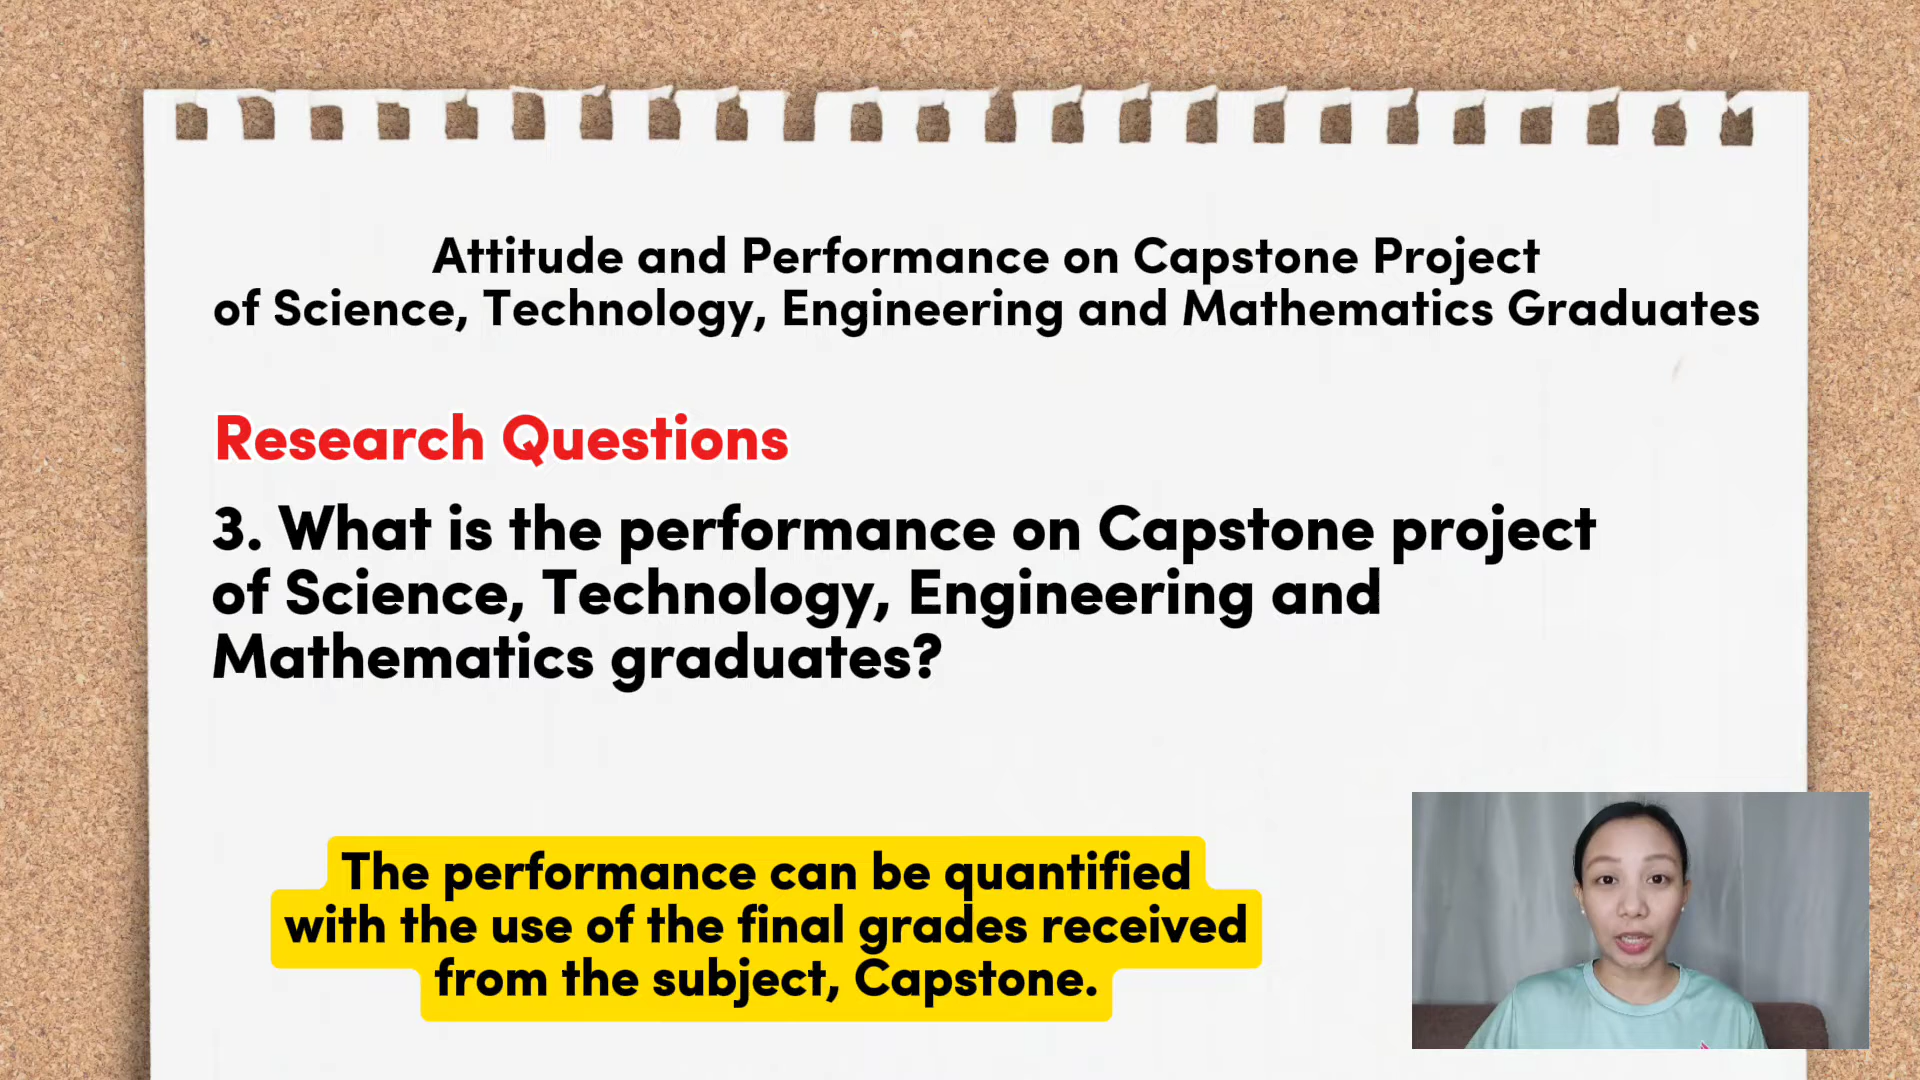 Attitude and Performance on Capstone Project
of Science, Technology, Engineering and Mathematics Graduates
Research Questions
3. What is the performance on Capstone project
of Science, Technology, Engineering and
Mathematics graduates?
The performance can be quantified
with the use of the final grades received
from the subject, Capstone.